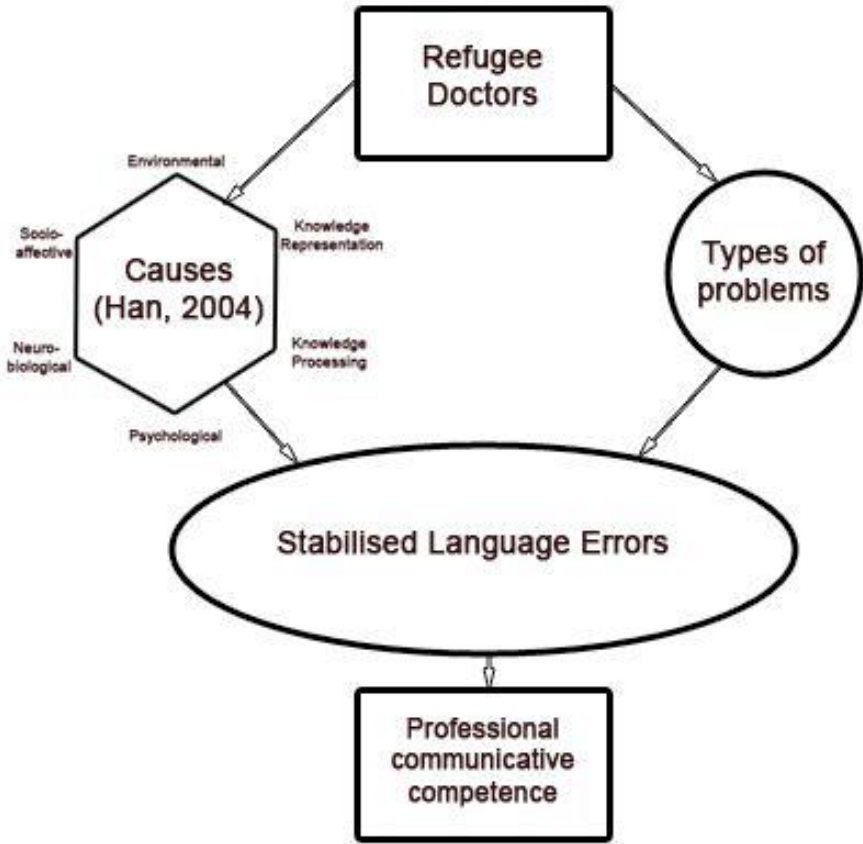 Refugee
Doctors
Environmental
Socio-
affective
Knowledge
Representation
Causes
(Han, 2004)
Types of
problems
Neuro-
biological
Knowledge
Processing
Psychological
Stabilised Language Errors
Professional
communicative
competence